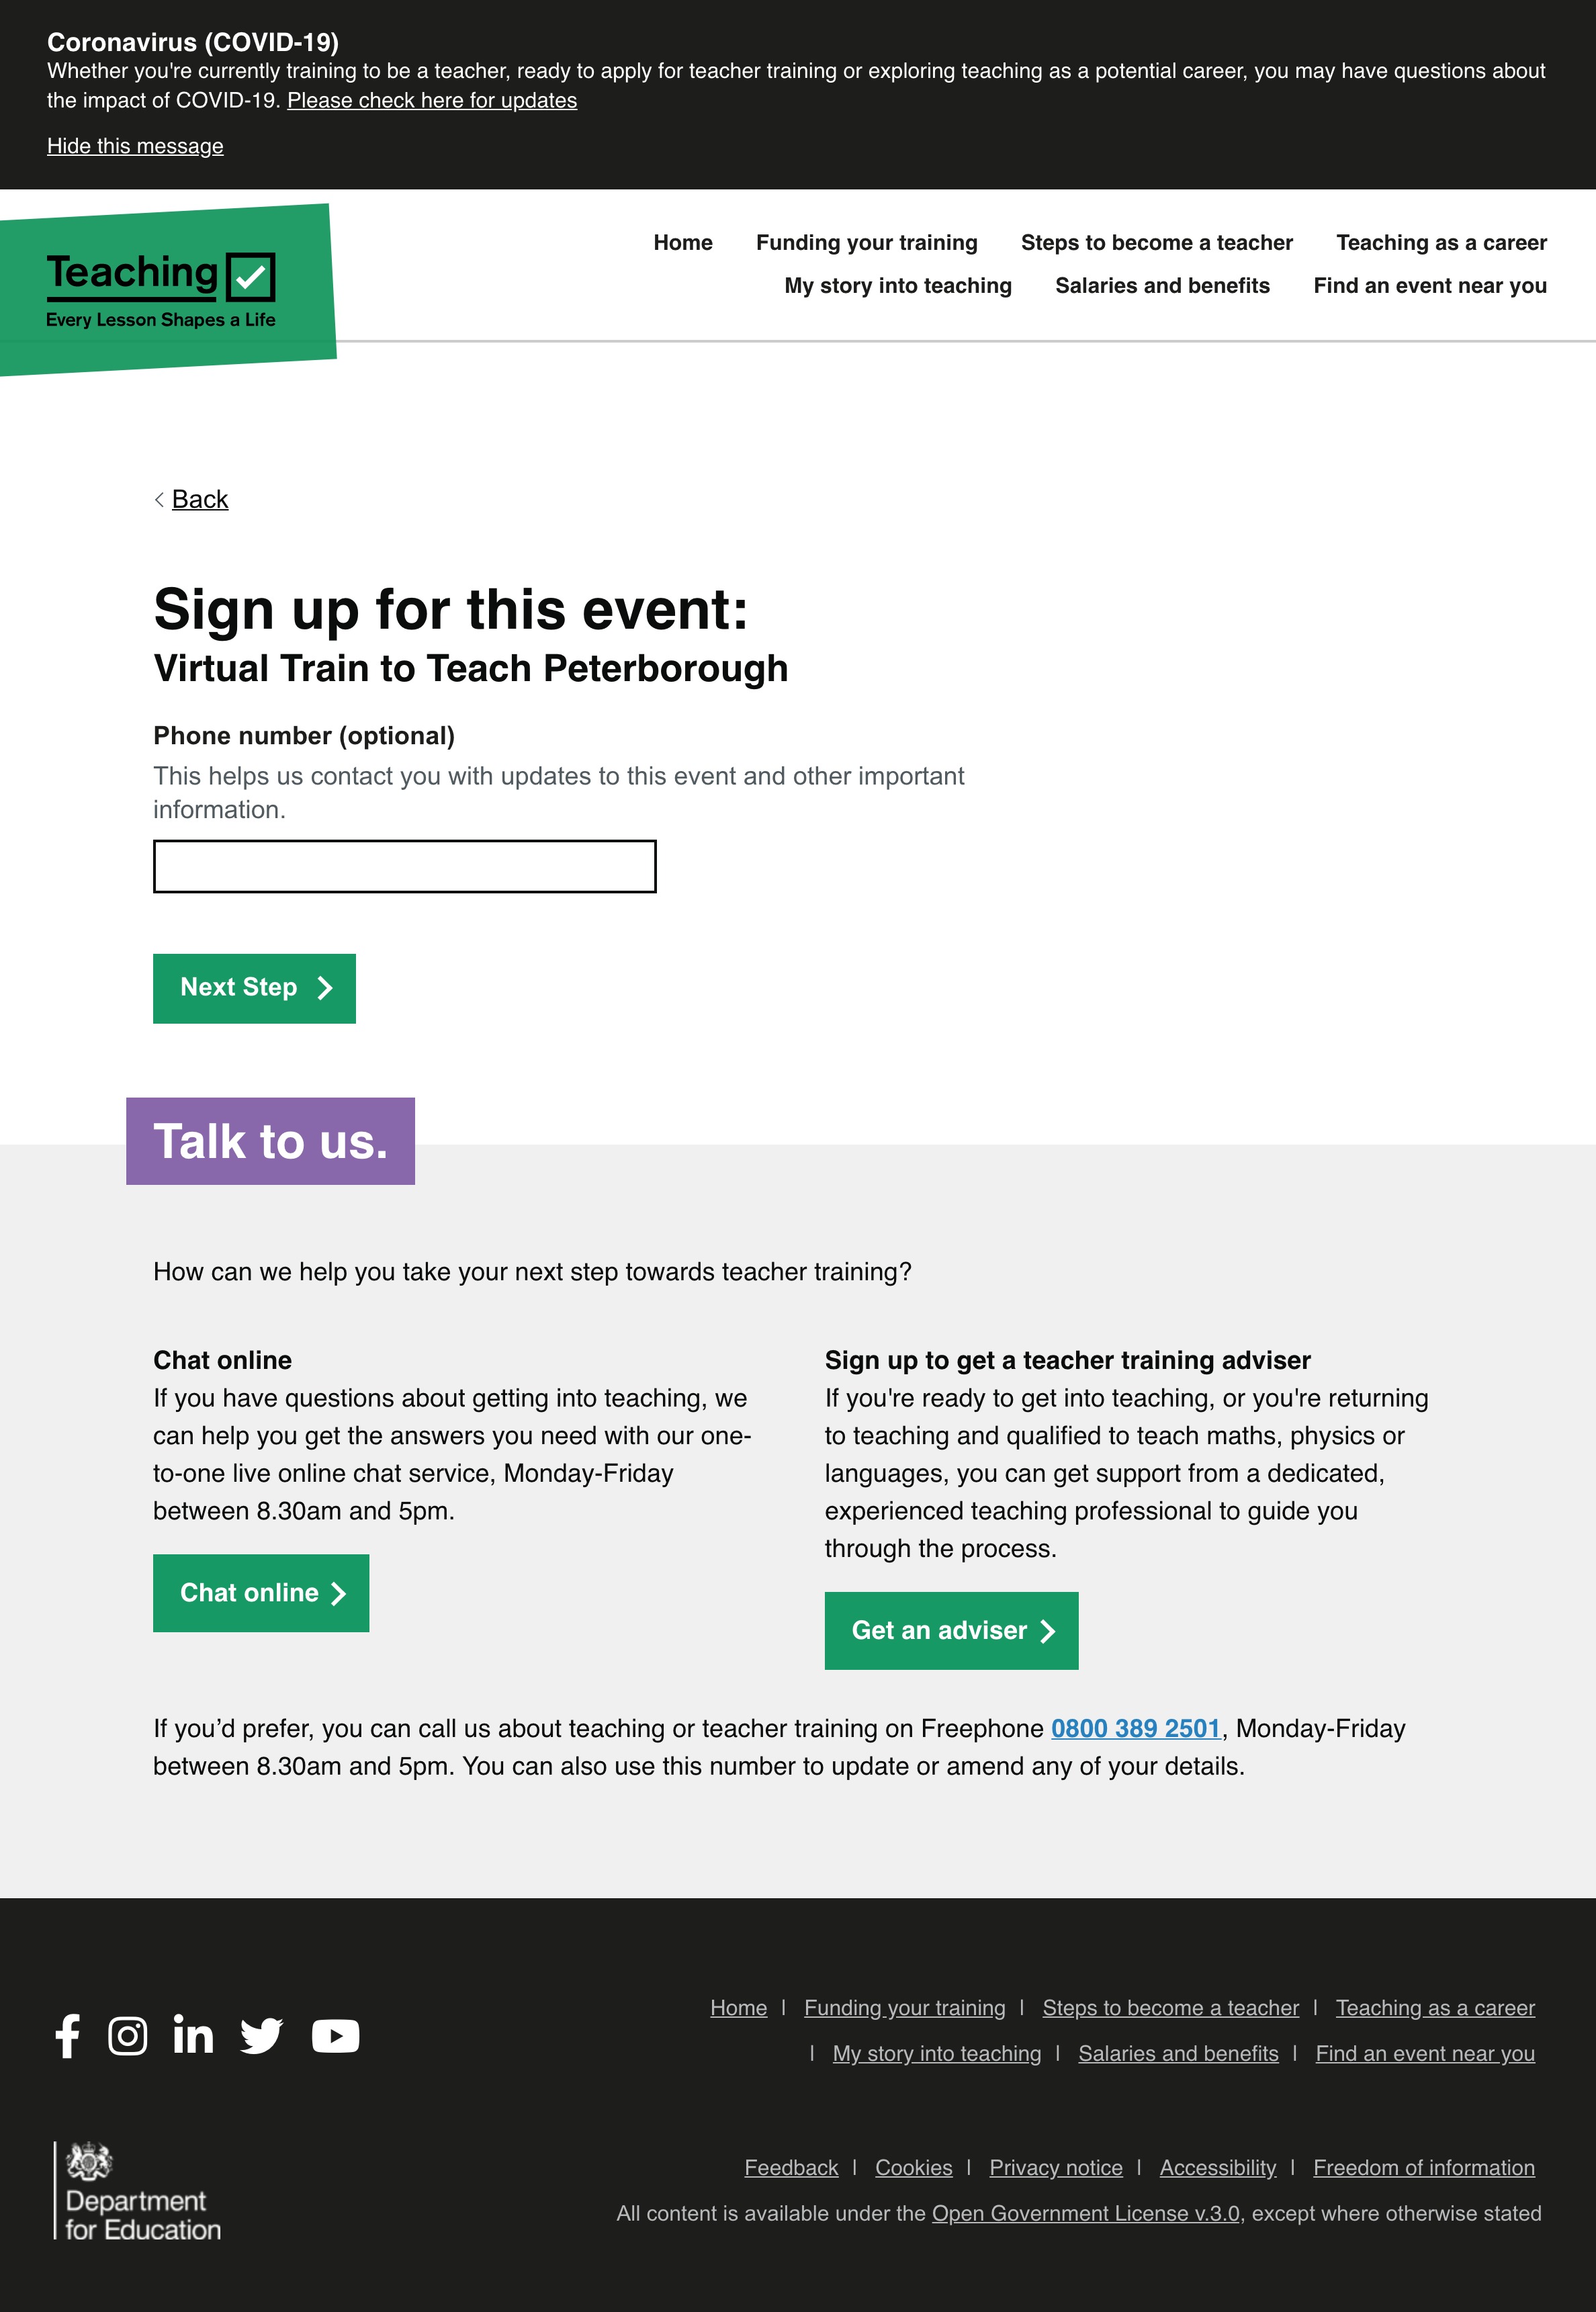 Coronavirus (COVID-19)
Whether you're currently training to be a teacher, ready to apply for teacher training or exploring teaching as a potential career, you may have questions about
the impact of COVID-19. Please check here for updates
Hide this message
Teaching
Every Lesson Shapes a Life
Home Funding your training Steps to become a teacher Teaching as a career
My story into teaching Salaries and benefits Find an event near you
Back
Sign up for this event:
Virtual Train to Teach Peterborough
Phone number (optional)
This helps us contact you with updates to this event and other important
information.
Next Step
Talk to us.
How can we help you take your next step towards teacher training?
Chat online
If you have questions about getting into teaching, we
can help you get the answers you need with our one-
to-one live online chat service, Monday-Friday
between 8.30am and 5pm.
Chat online
Sign up to get a teacher training adviser
If you're ready to get into teaching, or you're returning
to teaching and qualified to teach maths, physics or
languages, you can get support from a dedicated,
experienced teaching professional to guide you
through the process.
Get an adviser
If you’d prefer, you can call us about teaching or teacher training on Freephone 0800 389 2501, Monday-Friday
between 8.30am and 5pm. You can also use this number to update or amend any of your details.
Home | Funding your training | Steps to become a teacher | Teaching as a career
| My story into teaching | Salaries and benefits | Find an event near you
Department
for Education
Feedback | Cookies | Privacy notice | Accessibility | Freedom of information
All content is available under the Open Government License v.3.0, except where otherwise stated